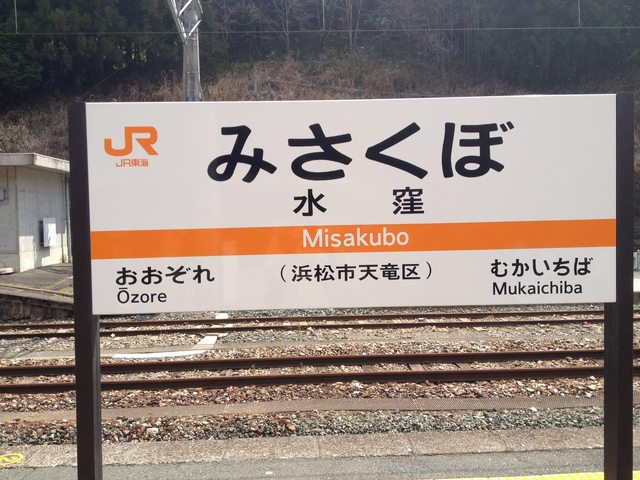 JR
JR東海
みさくぼ
水窪
Misakubo
おおぞれ
Ōzore
（浜松市天竜区）
むかいちば
Mukaichiba